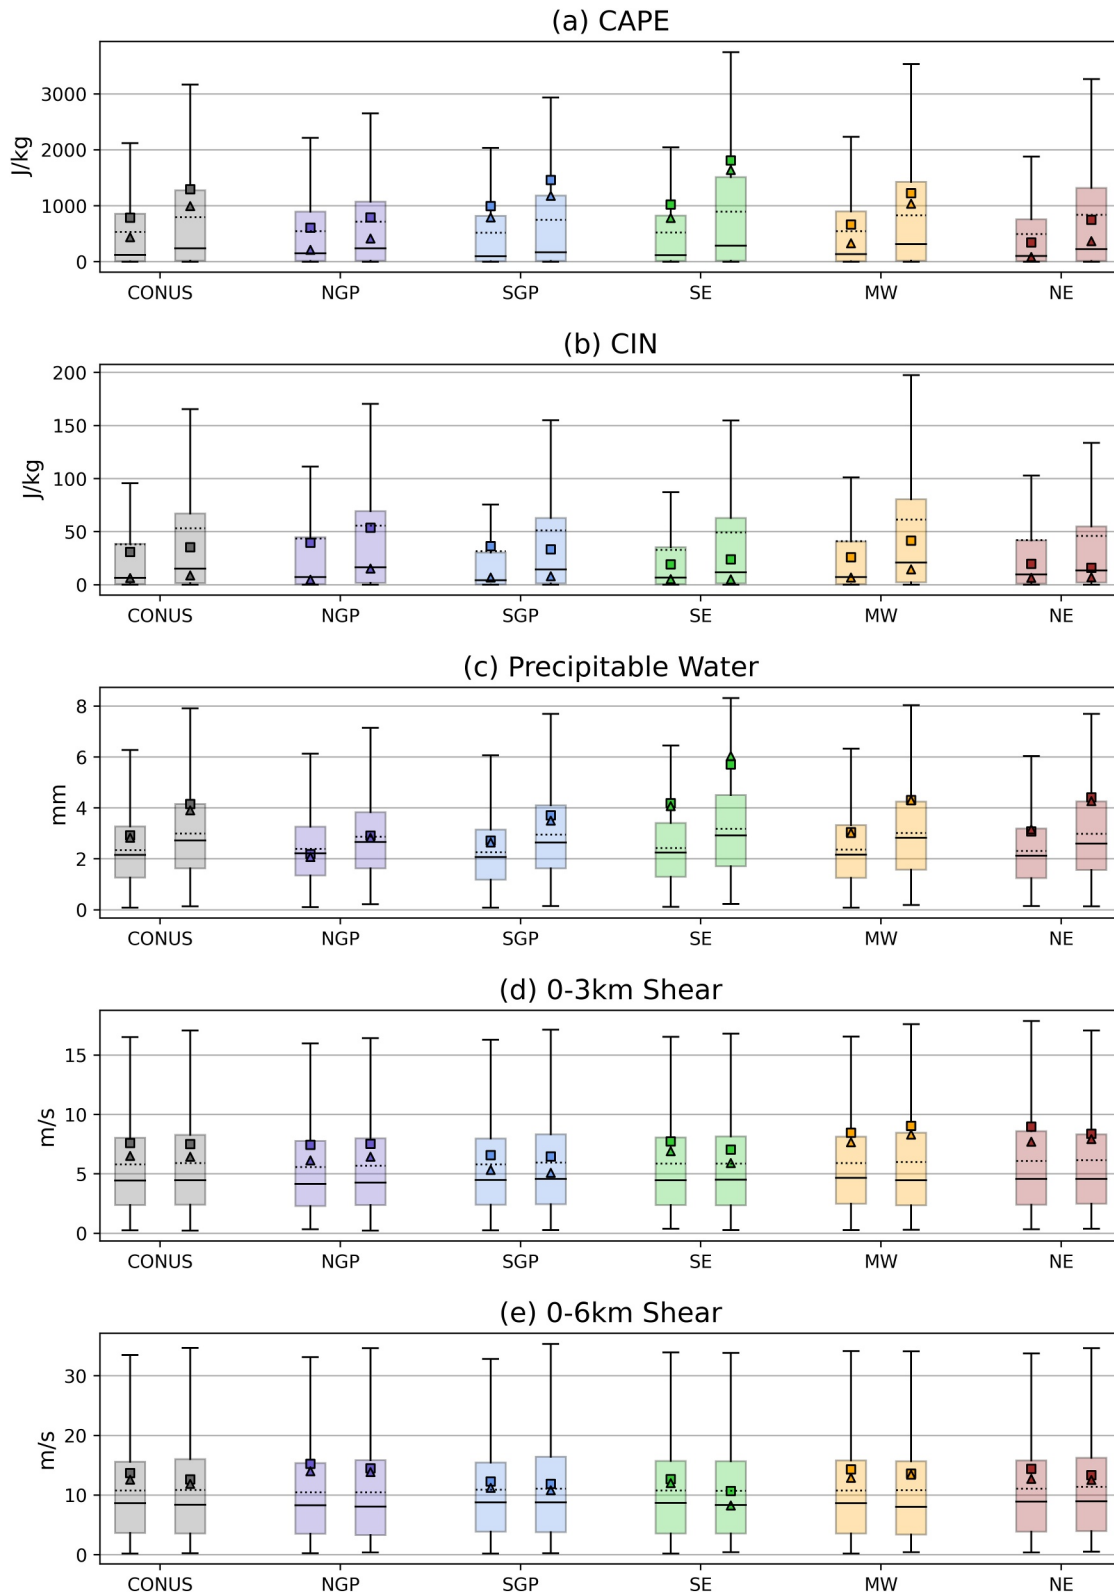 (a) CAPE
3000
2000
1000
0
J/kg
CONUS NGP SGP SE MW NE
(b) CIN
200
150
100
50
0
J/kg
CONUS NGP SGP SE MW NE
(c) Precipitable Water
8
6
4
2
0
mm
CONUS NGP SGP SE MW NE
(d) 0-3km Shear
15
10
5
0
m/s
CONUS NGP SGP SE MW NE
(e) 0-6km Shear
30
20
10
0
m/s
CONUS NGP SGP SE MW NE